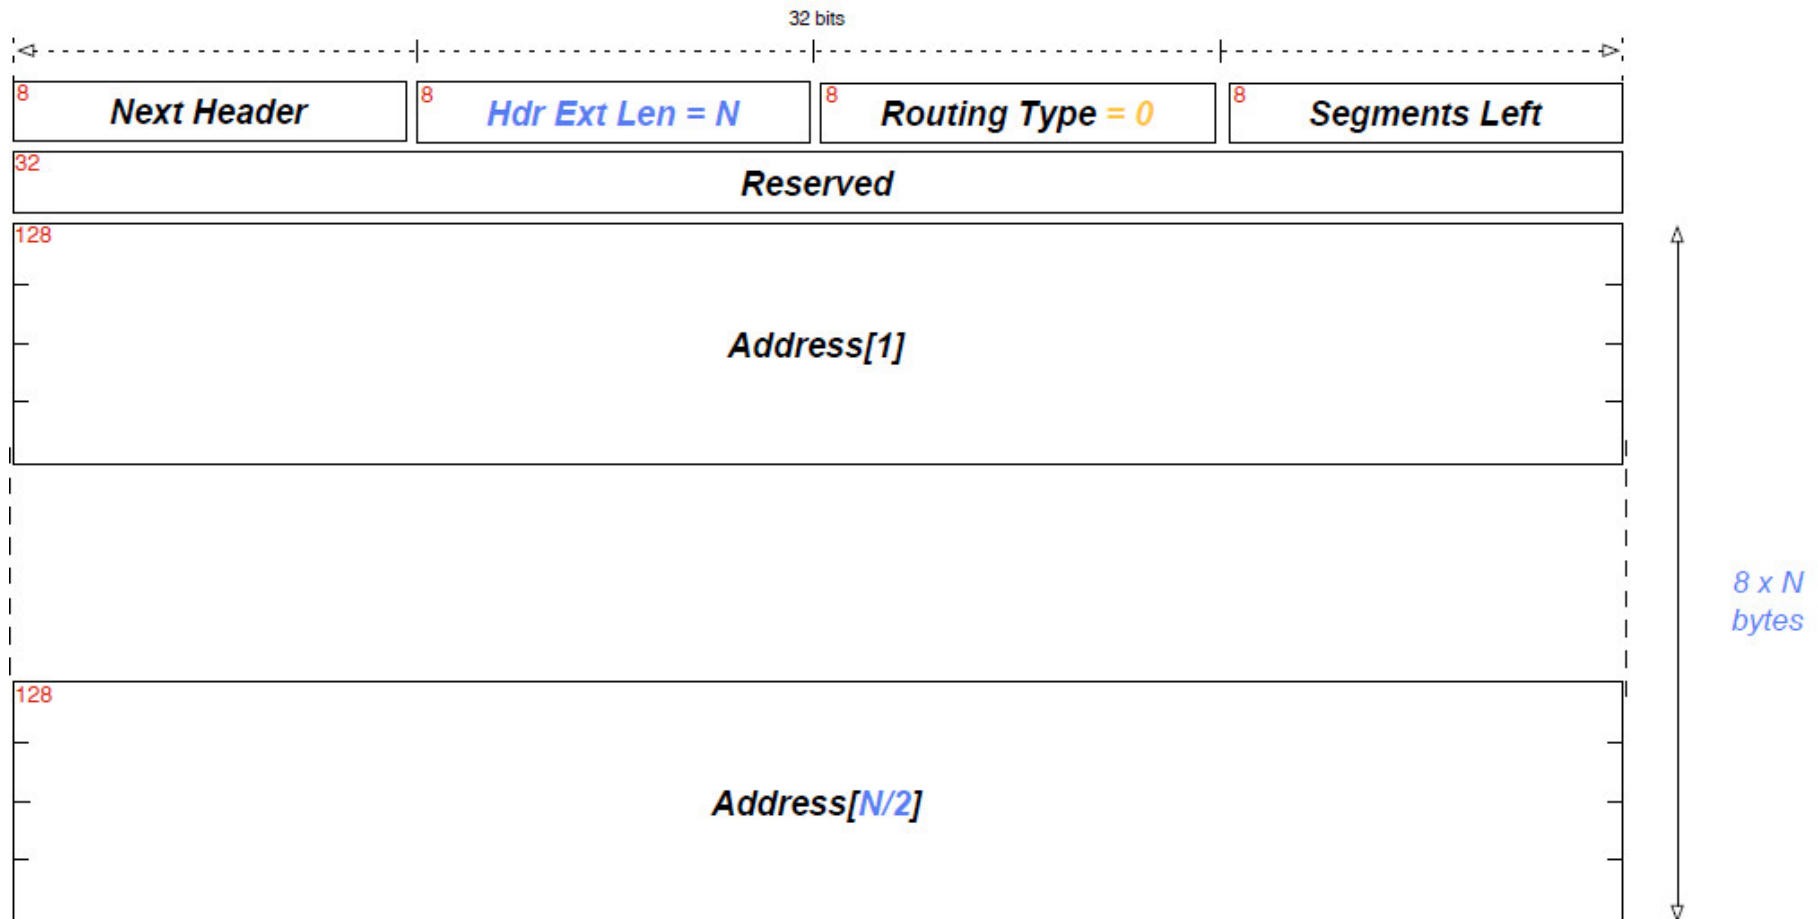 32 bits
8 Next Header 8 Hdr Ext Len = N 8 Routing Type = 0 8 Segments Left
32
Reserved
128
Address[1]
8 x N
bytes
128
Address[N/2]